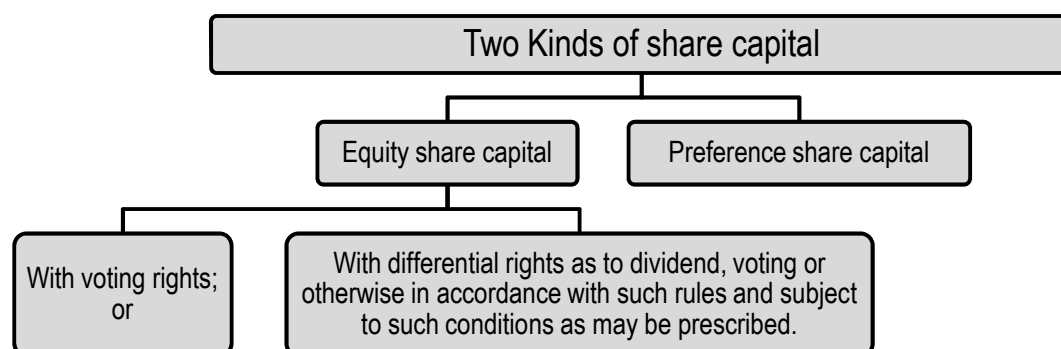 Two Kinds of share capital
Equity share capital
Preference share capital
With voting rights;
or
With differential rights as to dividend, voting or
otherwise in accordance with such rules and subject
to such conditions as may be prescribed.